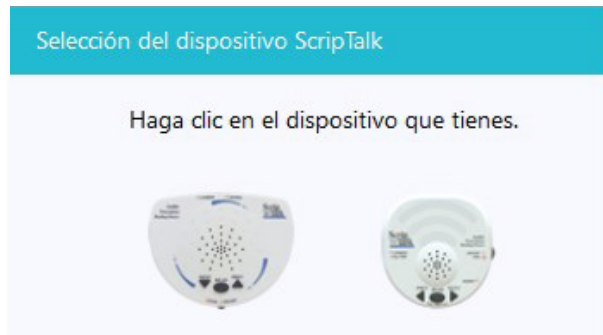 Selección del dispositivo ScripTalk
Haga clic en el dispositivo que tienes.